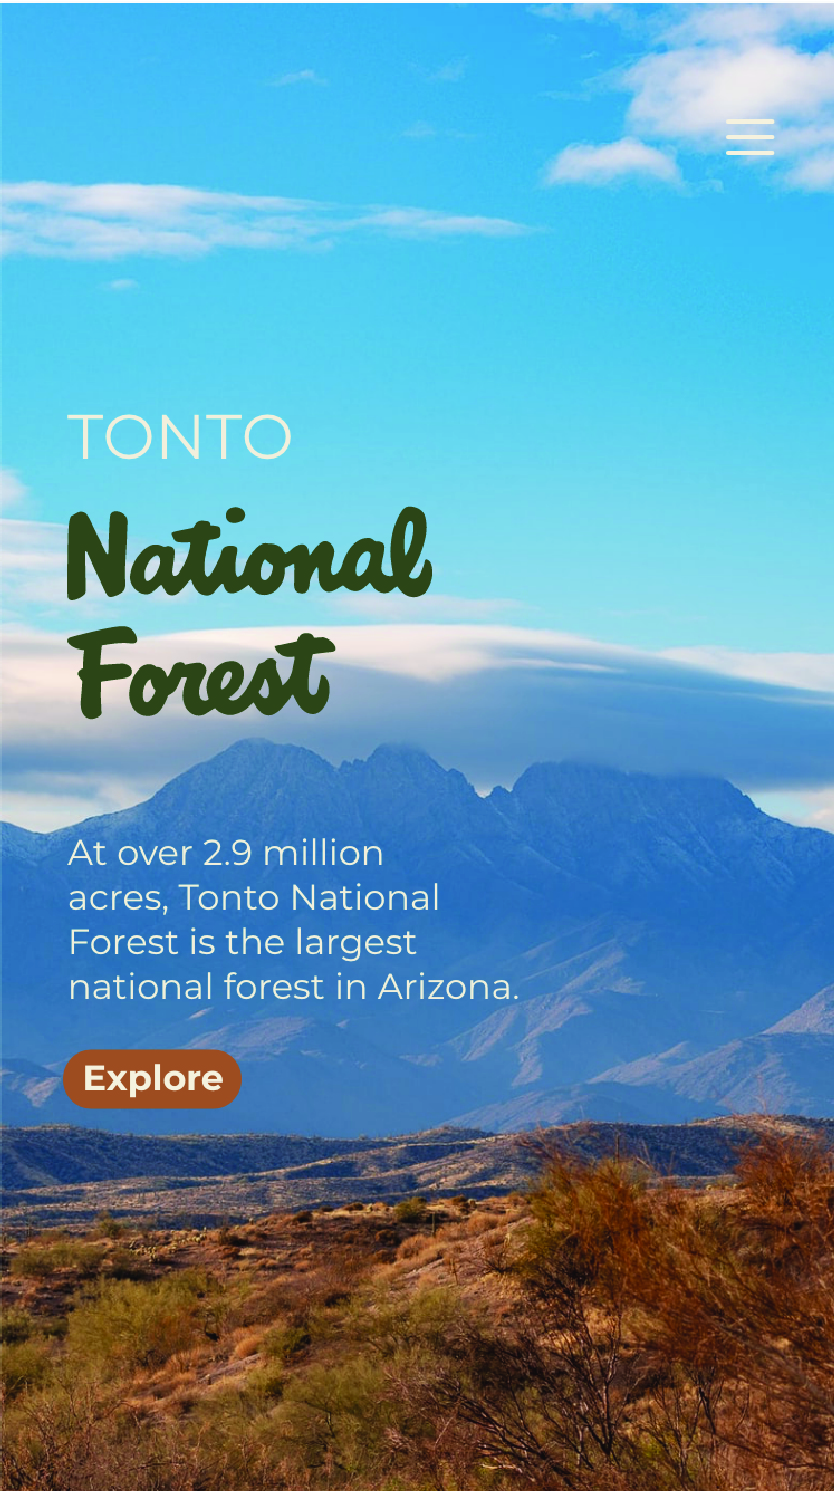 TONTO
National
Forest
At over 2.9 million
acres, Tonto National
Forest is the largest
national forest in Arizona.
Explore